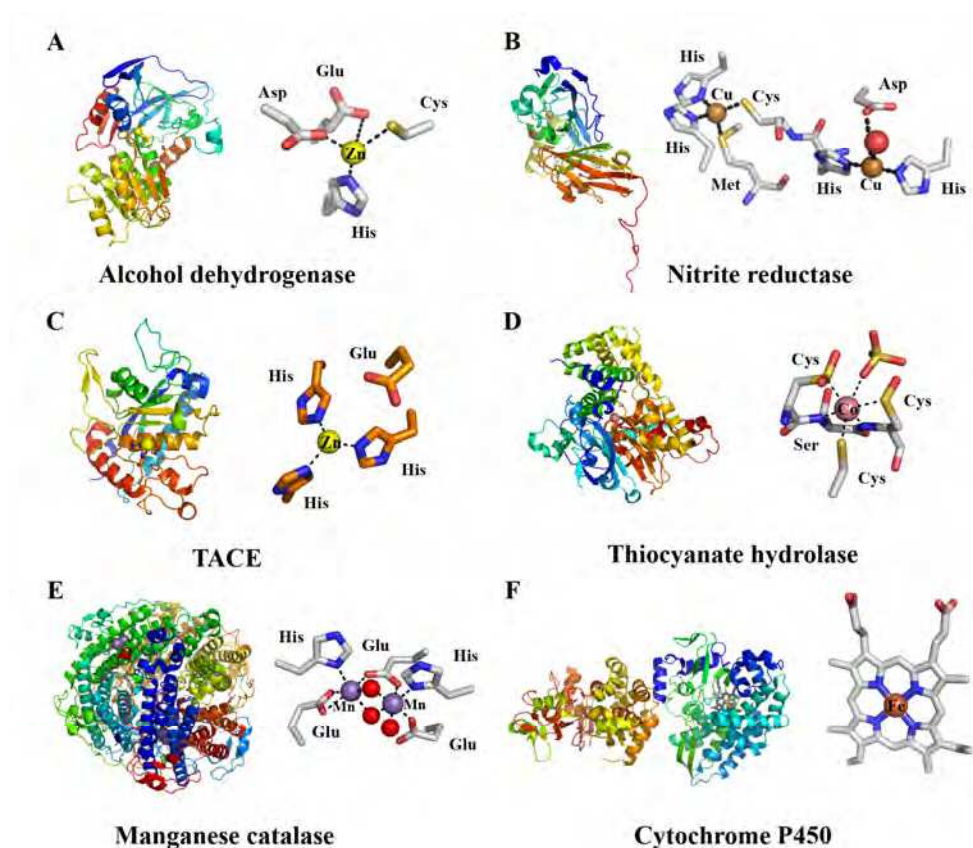 A
Glu
Asp
Cys
Zn
His
Alcohol dehydrogenase
B
His
Cu
Cys
Asp
His
Met
His
Cu
His
Nitrite reductase
C
Glu
His
Zn
His
His
TACE
D
Cys
Co
Cys
Ser
Cys
Thiocyanate hydrolase
E
His
Glu
His
Mn
Mn
Glu
Glu
Manganese catalase
F
Fe
Cytochrome P450